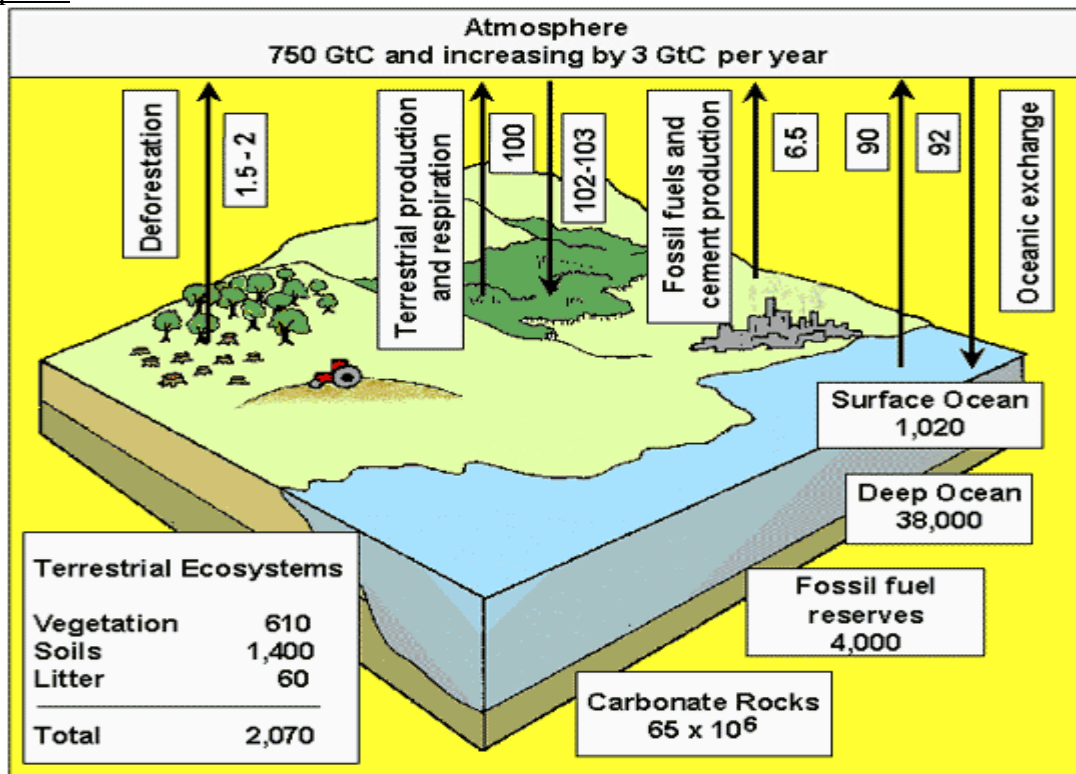 Atmosphere
750 GtC and increasing by 3 GtC per year
Deforestation
1.5 - 2
Terrestrial production
and respiration
100
102-103
Fossil fuels and
cement production
6.5
90
92
Oceanic exchange
Surface Ocean
1,020
Deep Ocean
38,000
Fossil fuel
reserves
4,000
Carbonate Rocks
65 x 10⁶
Terrestrial Ecosystems
Vegetation 610
Soils 1,400
Litter 60
Total 2,070